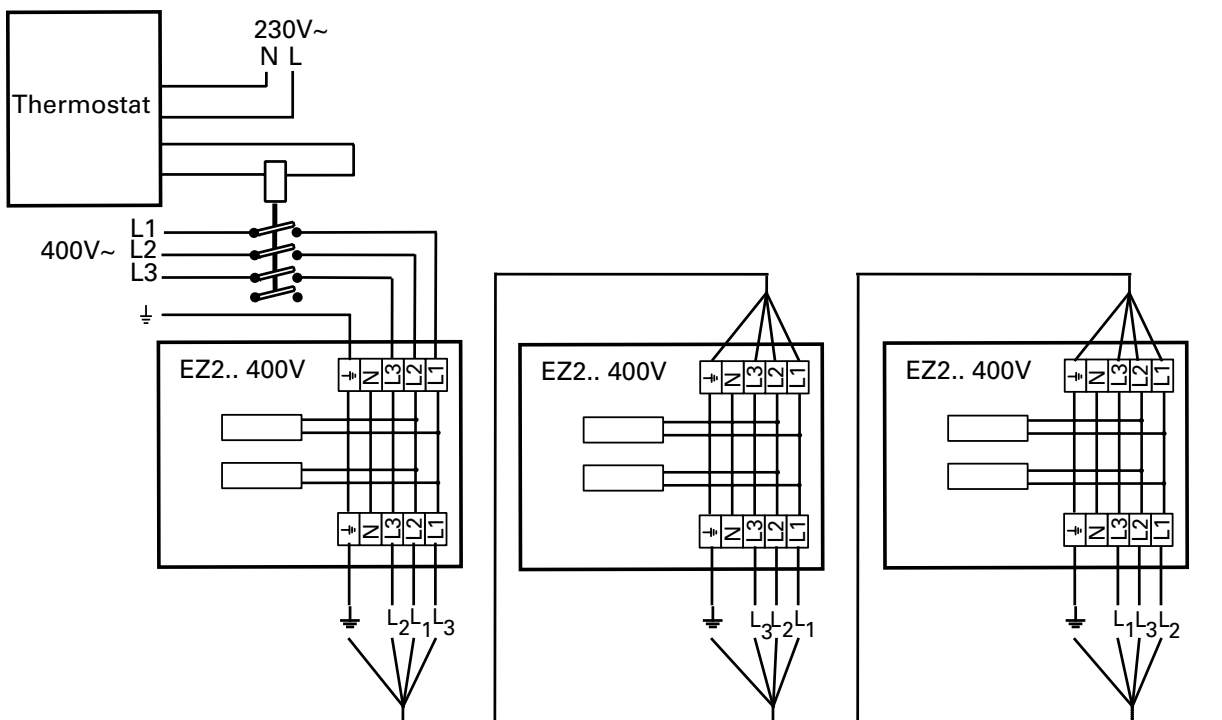 230V~
N L
Thermostat
L1
400V~ L2
L3
EZ2.. 400V
N L3 L2 L1
N L3 L2 L1
L2 L1 L3
EZ2.. 400V
N L3 L2 L1
N L3 L2 L1
L3 L2 L1
EZ2.. 400V
N L3 L2 L1
N L3 L2 L1
L1 L3 L2